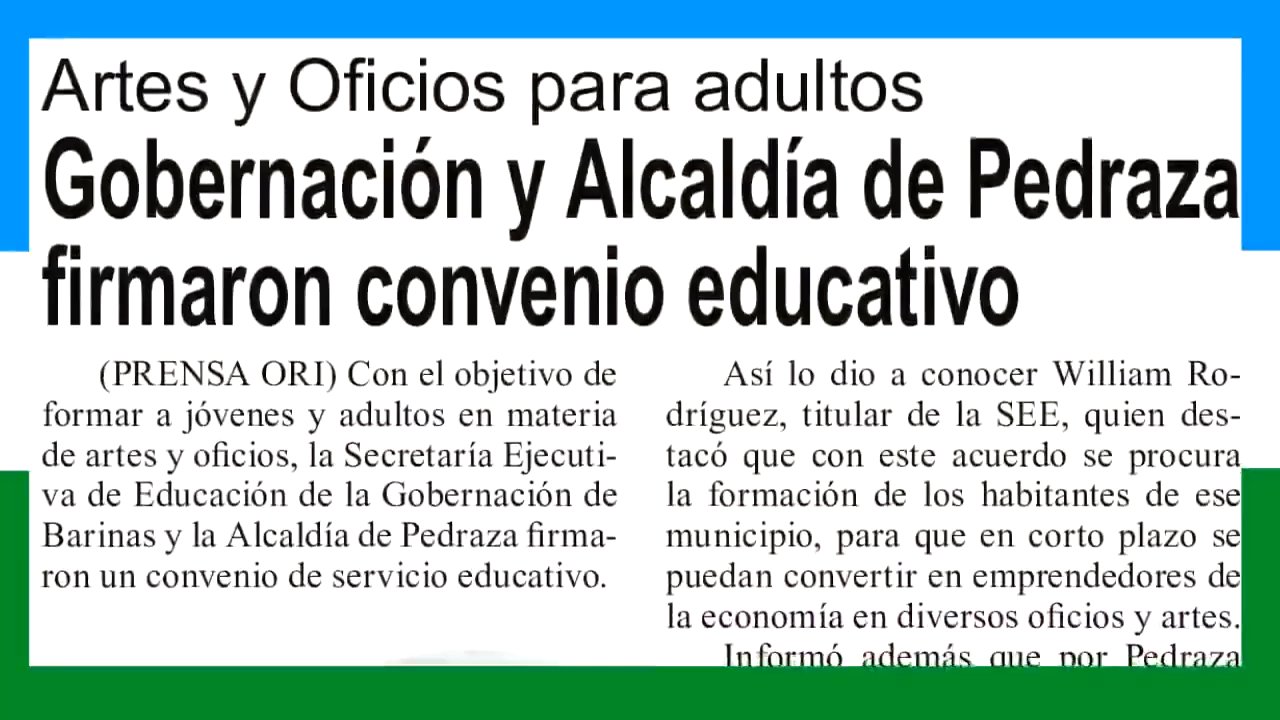 Artes y Oficios para adultos
Gobernación y Alcaldía de Pedraza
firmaron convenio educativo
(PRENSA ORI) Con el objetivo de
formar a jóvenes y adultos en materia
de artes y oficios, la Secretaría Ejecuti-
va de Educación de la Gobernación de
Barinas y la Alcaldía de Pedraza firma-
ron un convenio de servicio educativo.
Así lo dio a conocer William Ro-
dríguez, titular de la SEE, quien des-
tacó que con este acuerdo se procura
la formación de los habitantes de ese
municipio, para que en corto plazo se
puedan convertir en emprendedores de
la economía en diversos oficios y artes.
Informó además que por Pedraza